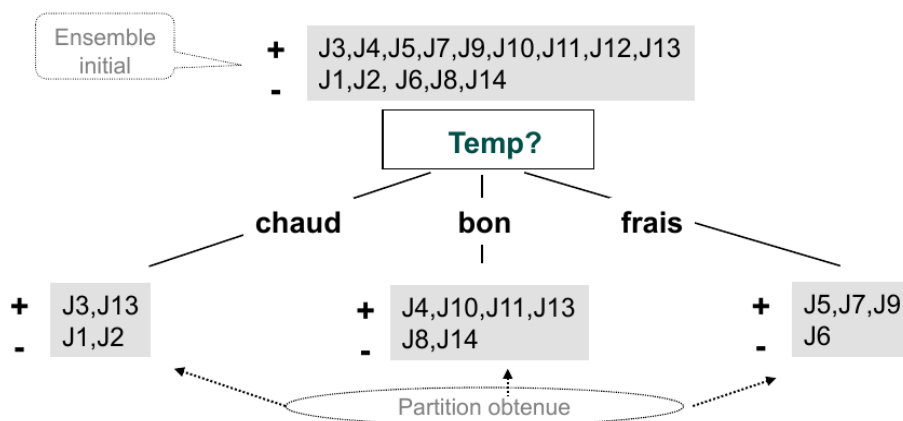 Ensemble
initial
+ J3,J4,J5,J7,J9,J10,J11,J12,J13
- J1,J2, J6,J8,J14
Temp?
chaud bon frais
+ J3,J13
- J1,J2
+ J4,J10,J11,J13
- J8,J14
+ J5,J7,J9
- J6
Partition obtenue